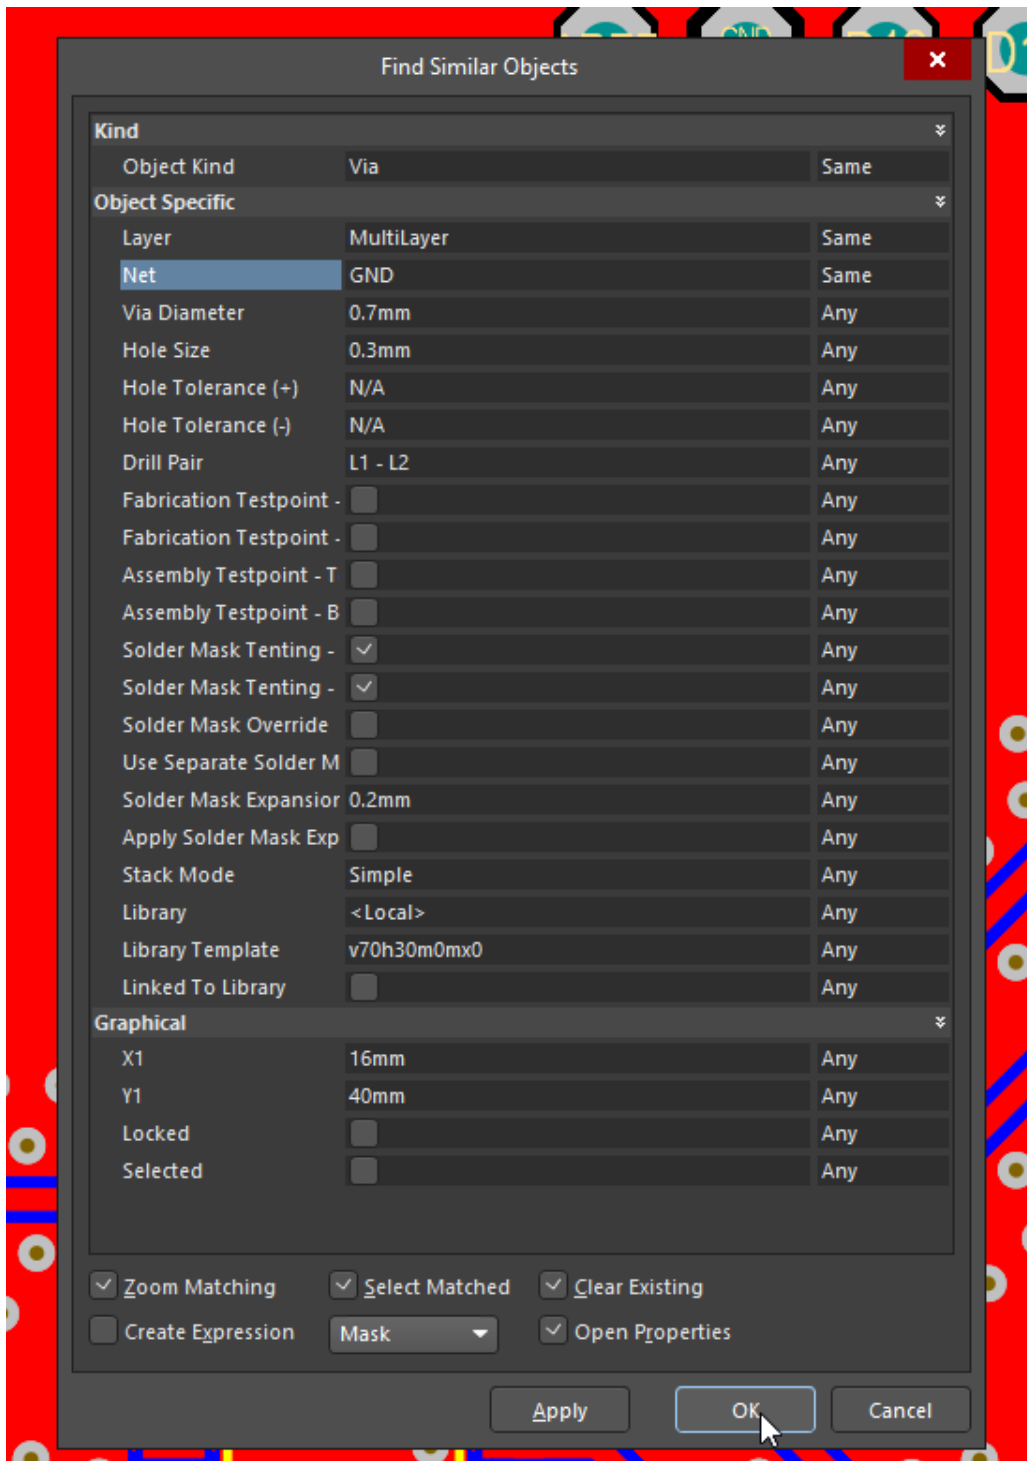 GND
Find Similar Objects
Kind
Object Kind Via Same
Object Specific
Layer MultiLayer Same
Net GND Same
Via Diameter 0.7mm Any
Hole Size 0.3mm Any
Hole Tolerance (+) N/A Any
Hole Tolerance (-) N/A Any
Drill Pair L1 - L2 Any
Fabrication Testpoint - Any
Fabrication Testpoint - Any
Assembly Testpoint - T Any
Assembly Testpoint - B Any
Solder Mask Tenting - Any
Solder Mask Tenting - Any
Solder Mask Override Any
Use Separate Solder M Any
Solder Mask Expansior 0.2mm Any
Apply Solder Mask Exp Any
Stack Mode Simple Any
Library <Local> Any
Library Template v70h30m0mx0 Any
Linked To Library Any
Graphical
X1 16mm Any
Y1 40mm Any
Locked Any
Selected Any
Zoom Matching Select Matched Clear Existing
Create Expression Mask Open Properties
Apply OK Cancel